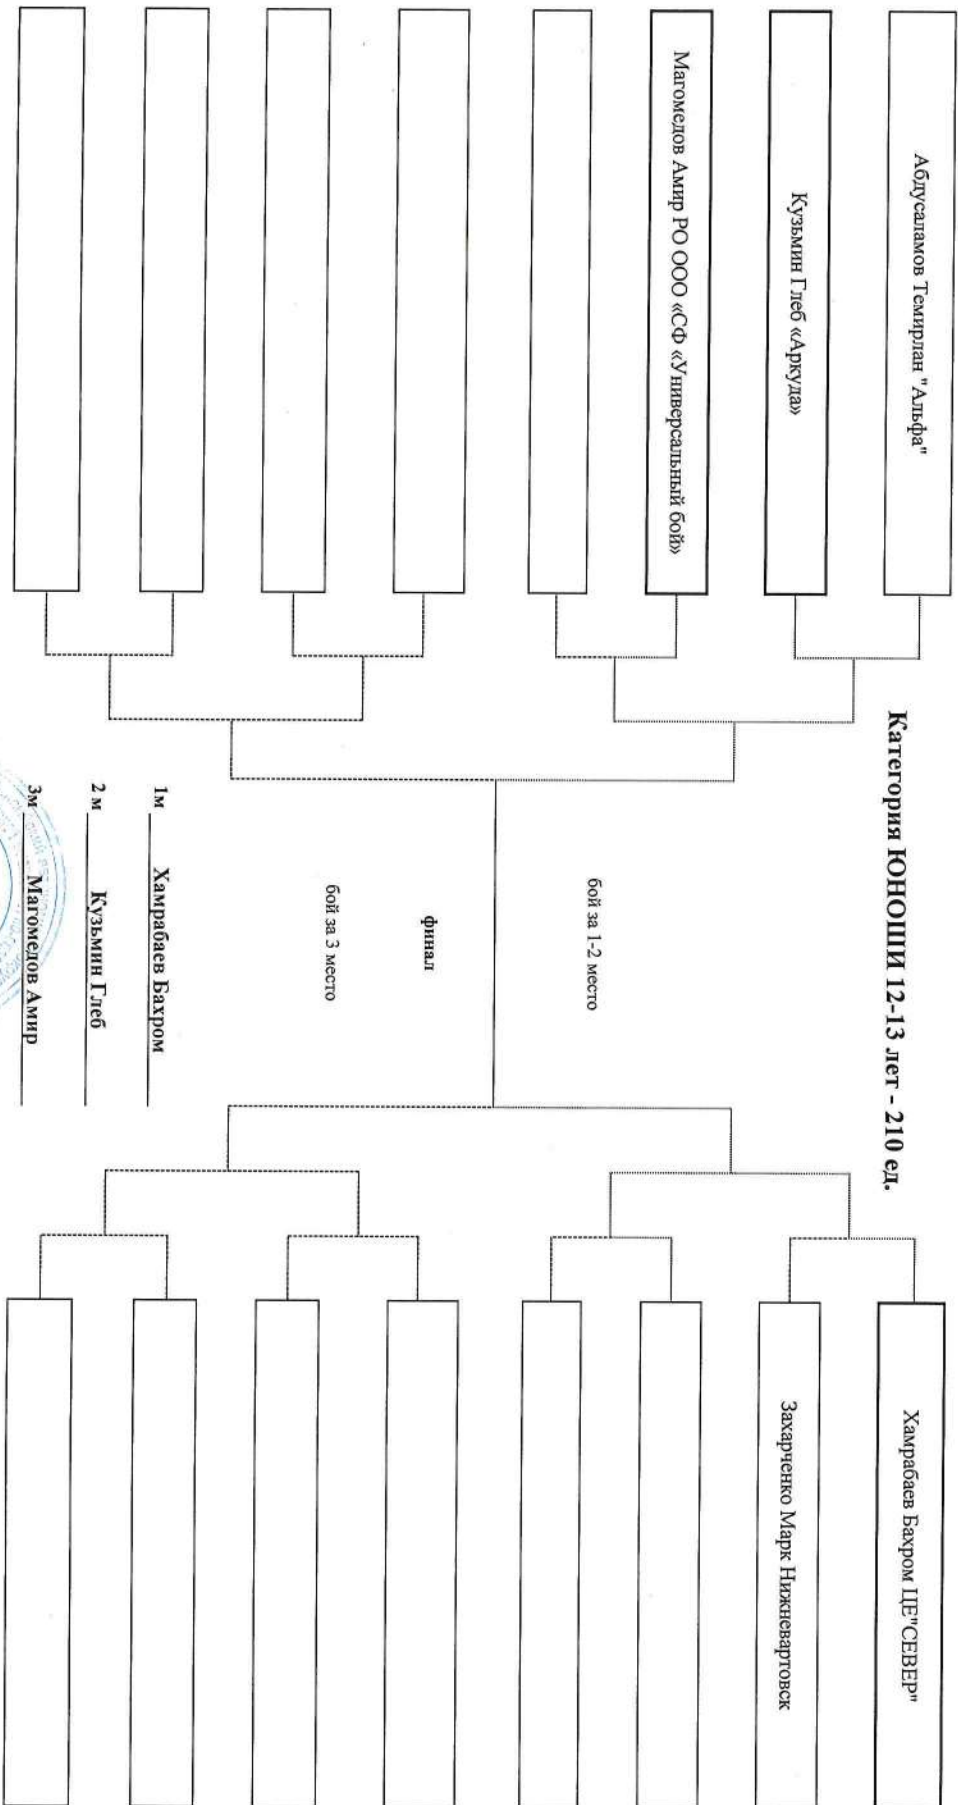 Категория ЮНОШИ 12-13 лет - 210 ед.
Абдусаламов Темирлан "Альфа"
Кузьмин Глеб «Аркуда»
Магомедов Амир РО ООО «СФ «Универсальный бой»
Хамрабаев Бахром ЦЕ"СЕВЕР"
Захарченко Марк Нижневартовск
бой за 1-2 место
финал
бой за 3 место
1м Хамрабаев Бахром
2 м Кузьмин Глеб
3м Магомедов Амир